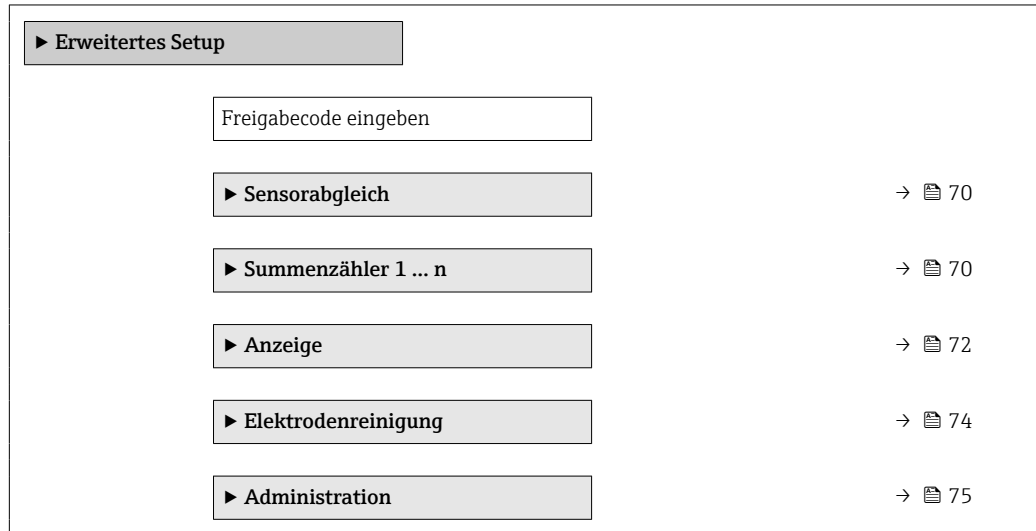 ▶ Erweitertes Setup
Freigabecode eingeben
▶ Sensorabgleich → 70
▶ Summenzähler 1 … n → 70
▶ Anzeige → 72
▶ Elektrodenreinigung → 74
▶ Administration → 75